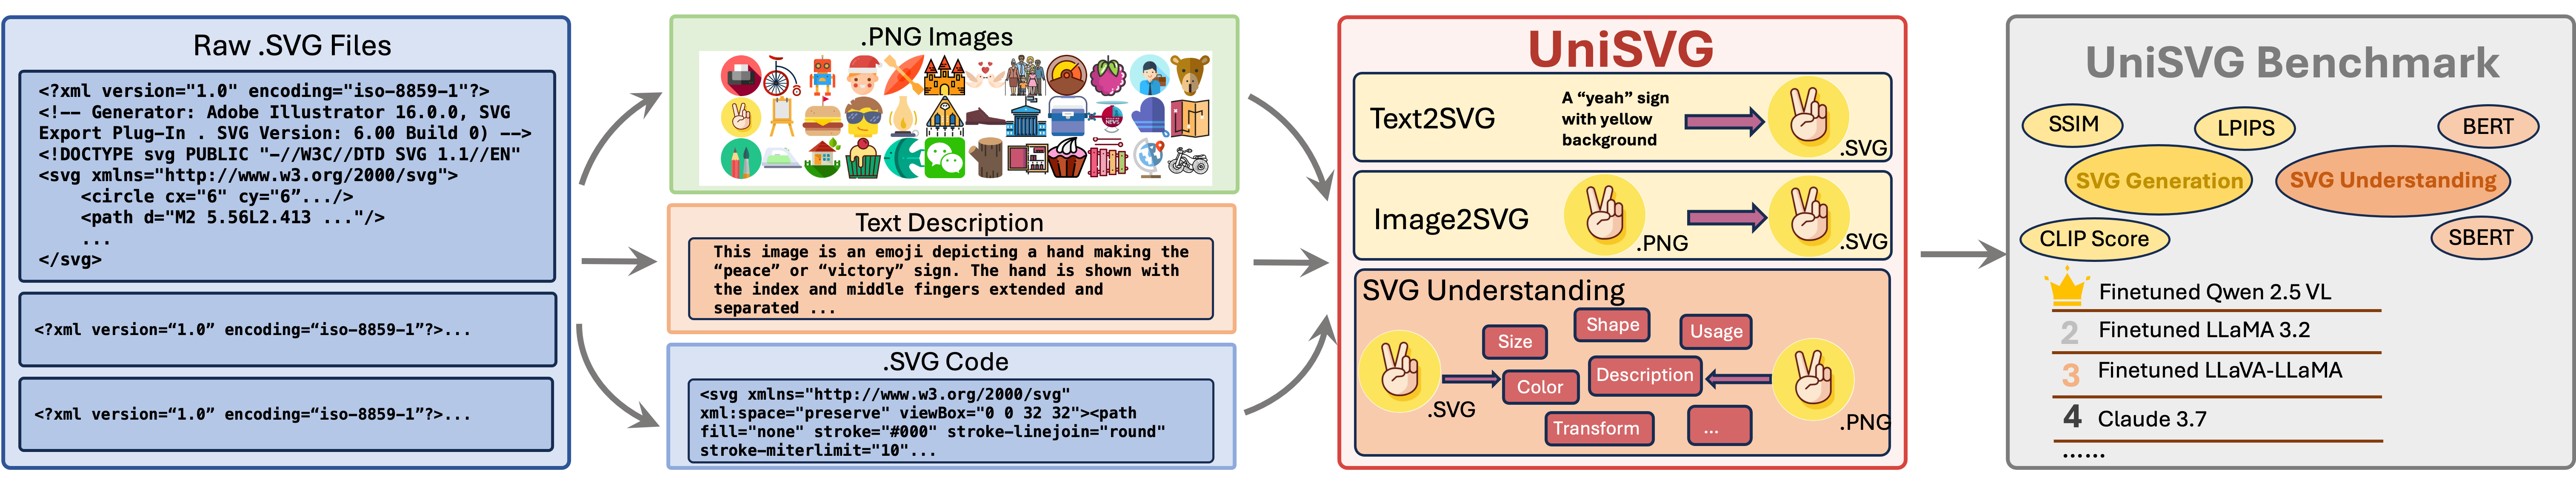 Raw .SVG Files
<?xml version="1.0" encoding="iso-8859-1"?>
<!-- Generator: Adobe Illustrator 16.0.0, SVG
Export Plug-In . SVG Version: 6.00 Build 0) -->
<!DOCTYPE svg PUBLIC "-//W3C//DTD SVG 1.1//EN"
<svg xmlns="http://www.w3.org/2000/svg">
<circle cx="6" cy="6”.../>
<path d="M2 5.56L2.413 ..."/>
...
</svg>
<?xml version=“1.0” encoding=“iso-8859-1”?>...
<?xml version=“1.0” encoding=“iso-8859-1”?>...
.PNG Images
NEWS
Text Description
This image is an emoji depicting a hand making the
“peace” or “victory” sign. The hand is shown with
the index and middle fingers extended and
separated ...
.SVG Code
<svg xmlns="http://www.w3.org/2000/svg"
xml:space="preserve" viewBox="0 0 32 32"><path
fill="none" stroke="#000" stroke-linejoin="round"
stroke-miterlimit="10"...
UniSVG
Text2SVG
A “yeah” sign
with yellow
background
.SVG
Image2SVG
.PNG
.SVG
SVG Understanding
Size
Shape
Usage
Color
Description
Transform
...
.SVG
.PNG
UniSVG Benchmark
SSIM
LPIPS
BERT
SVG Generation
SVG Understanding
CLIP Score
SBERT
Finetuned Qwen 2.5 VL
2 Finetuned LLaMA 3.2
3 Finetuned LLaVA-LLaMA
4 Claude 3.7
......